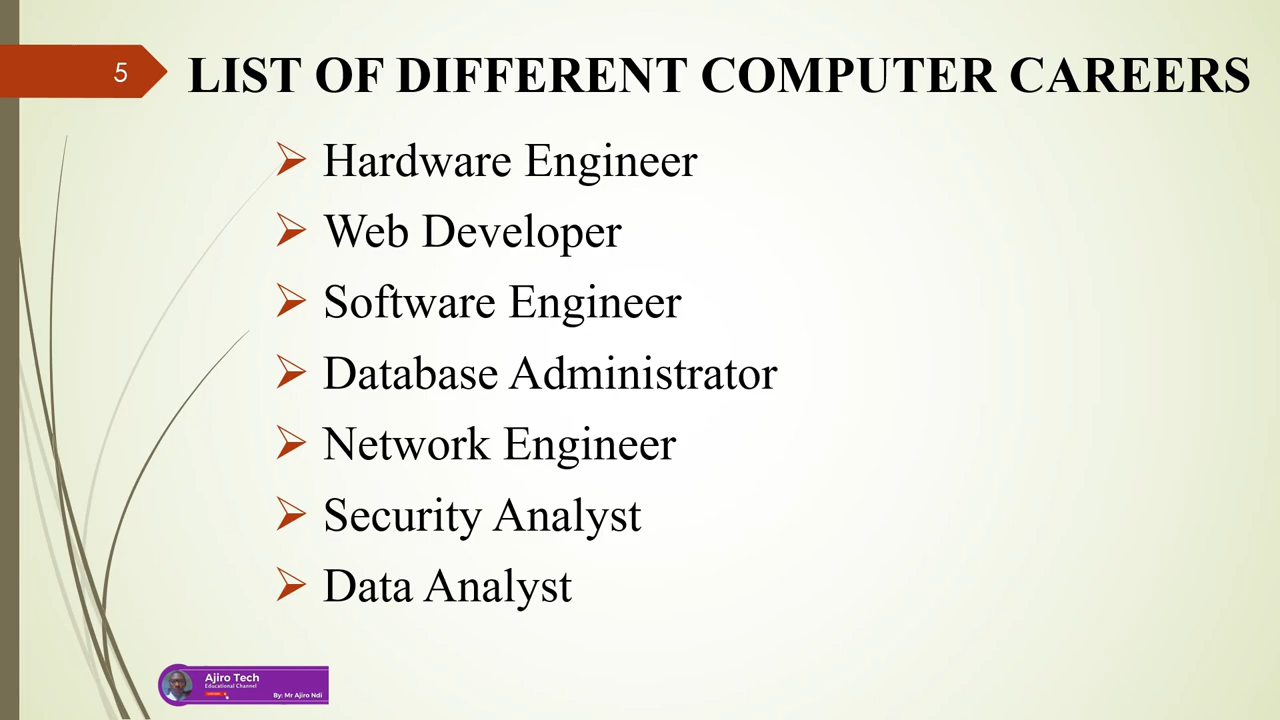 5
LIST OF DIFFERENT COMPUTER CAREERS
Hardware Engineer
Web Developer
Software Engineer
Database Administrator
Network Engineer
Security Analyst
Data Analyst
Ajiro Tech
Educational Channel
By: Mr Ajiro Ndi